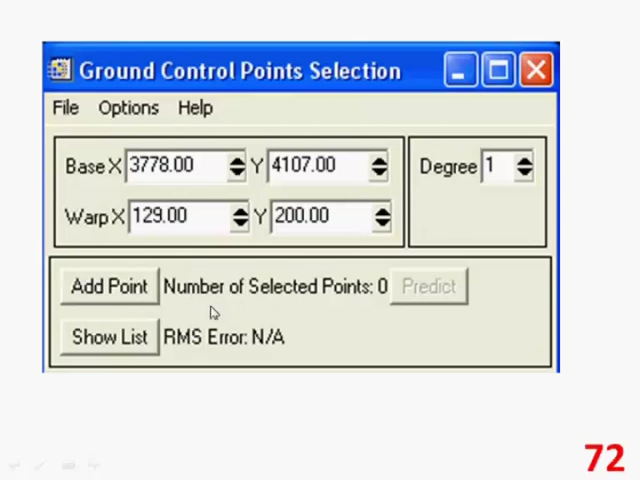 Ground Control Points Selection
File Options Help
Base X 3778.00 Y 4107.00 Degree 1
Warp X 129.00 Y 200.00
Add Point Number of Selected Points: 0 Predict
Show List RMS Error: N/A
72